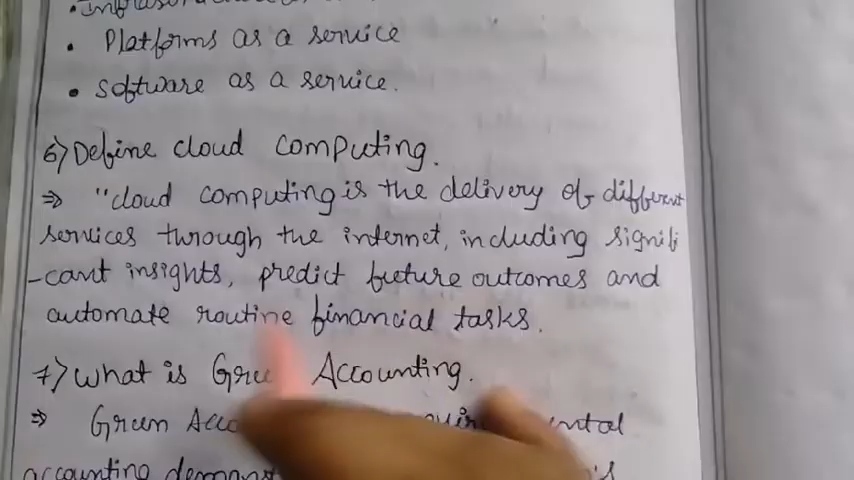 • Platforms as a service
• Software as a service.
6) Define cloud computing.
⇒ "cloud computing is the delivery of different
services through the internet, including signifi
-cant insights, predict future outcomes and
automate routine financial tasks.
7) What is Accounting.
⇒ Green
accounting